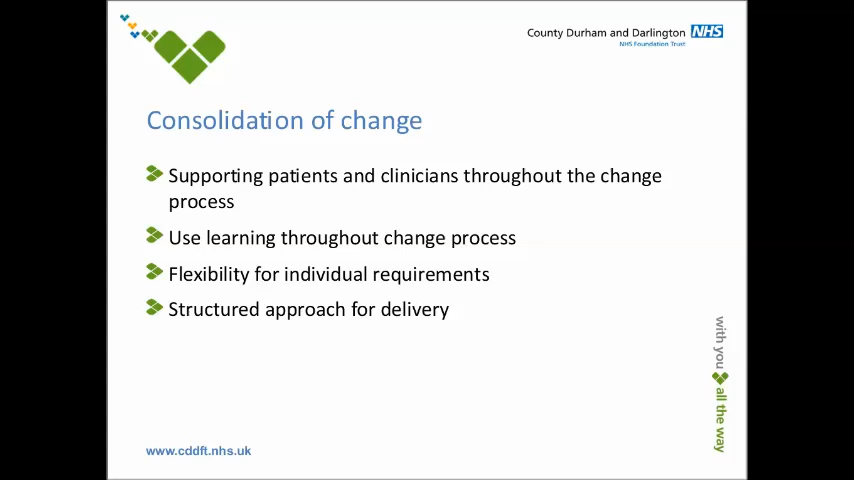 County Durham and Darlington NHS
NHS Foundation Trust
Consolidation of change
Supporting patients and clinicians throughout the change
process
Use learning throughout change process
Flexibility for individual requirements
Structured approach for delivery
with you all the way
www.cddft.nhs.uk